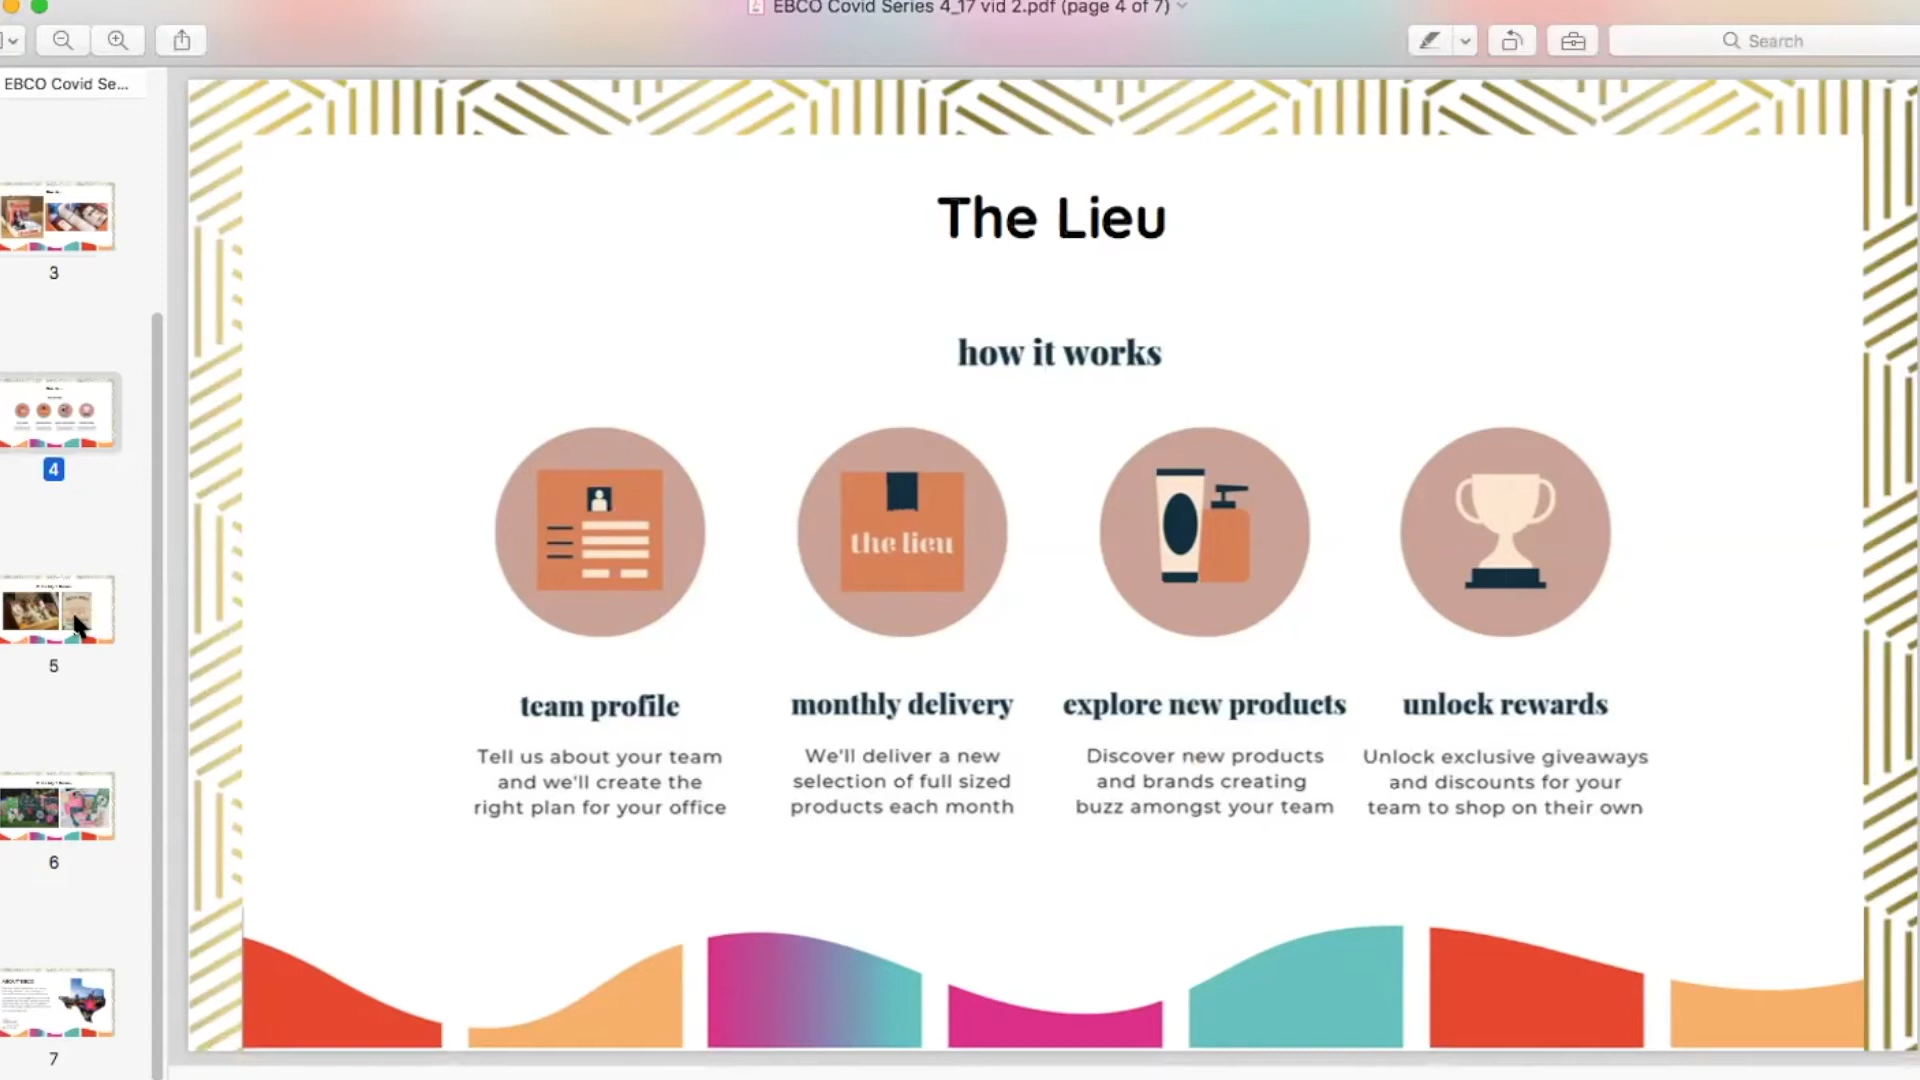 EBCO Covid Series 4_17 vid 2.pdf (page 4 of 7)
Search
EBCO Covid Se...
3
4
5
6
7
The Lieu
how it works
the lieu
team profile
Tell us about your team
and we'll create the
right plan for your office
monthly delivery
We'll deliver a new
selection of full sized
products each month
explore new products
Discover new products
and brands creating
buzz amongst your team
unlock rewards
Unlock exclusive giveaways
and discounts for your
team to shop on their own